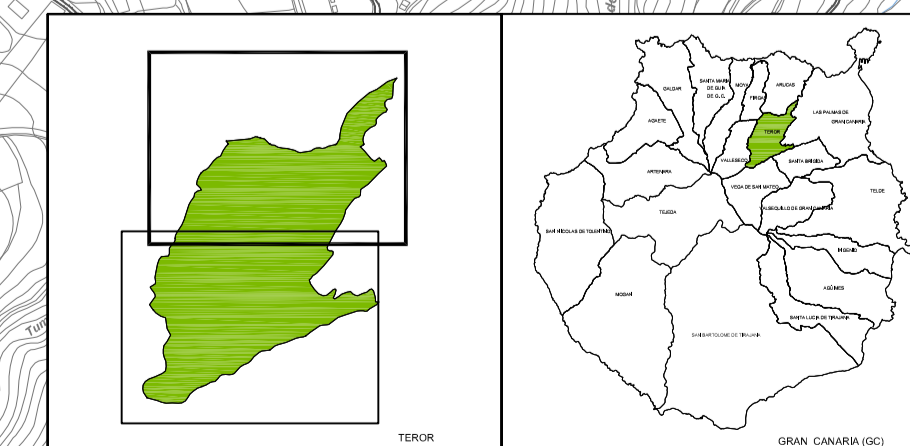 de
Tum
TEROR
GALDAR
SANTA MARIA
DE GUIA
DE G.C.
MOYA
FIRGAS
ARUCAS
LAS PALMAS DE
GRAN CANARIA
AGAETE
TEROR
VALLESECO
SANTA BRIGIDA
ARTENARA
VEGA DE SAN MATEO
TELDE
TEJEDA
VALSEQUILLO DE GRAN CANARIA
SAN NICOLAS DE TOLENTINO
INGENIO
MOGAN
AGÜIMES
SANTA LUCIA DE TIRAJANA
SAN BARTOLOME DE TIRAJANA
GRAN CANARIA (GC)